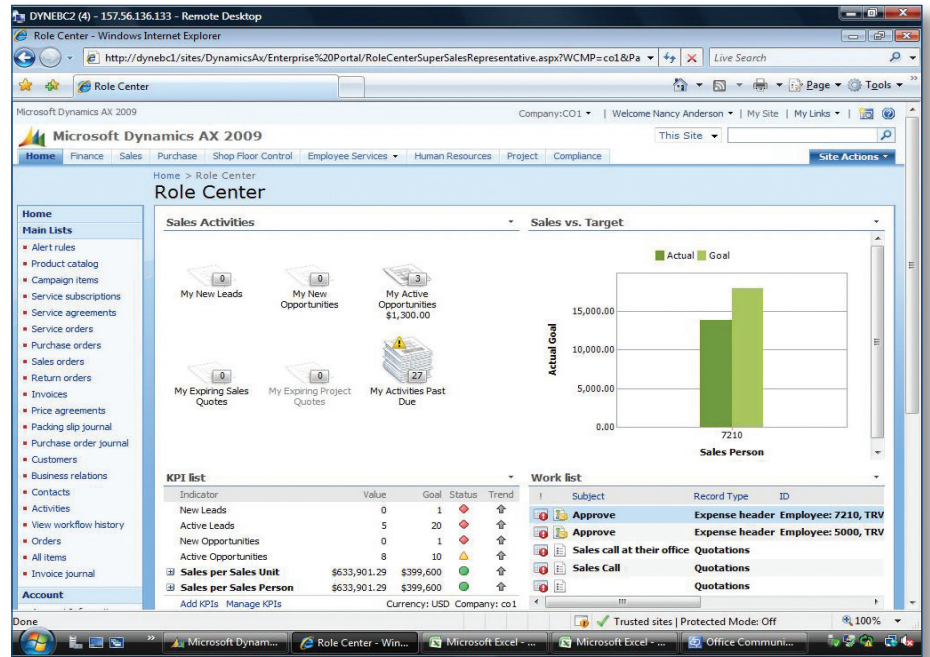 DYNEBC2 (4) - 157.56.136.133 - Remote Desktop
Role Center - Windows Internet Explorer
http://dynebc1/sites/DynamicsAx/Enterprise%20Portal/RoleCenterSuperSalesRepresentative.aspx?WCMP=co1&Pa
Live Search
Role Center
Page Tools
Microsoft Dynamics AX 2009
Company:CO1 | Welcome Nancy Anderson | My Site | My Links |
Microsoft Dynamics AX 2009
This Site
Home Finance Sales Purchase Shop Floor Control Employee Services Human Resources Project Compliance
Site Actions
Home > Role Center
Role Center
Home
Main Lists
Alert rules
Product catalog
Campaign items
Service subscriptions
Service agreements
Service orders
Purchase orders
Sales orders
Return orders
Invoices
Price agreements
Packing slip journal
Purchase order journal
Customers
Business relations
Contacts
Activities
View workflow history
Orders
All items
Invoice journal
Account
Sales Activities
0
My New Leads
0
My New
Opportunities
3
My Active
Opportunities
$1,300.00
0
My Expiring Sales
Quotes
0
My Expiring Project
Quotes
27
My Activities Past
Due
Sales vs. Target
Actual Goal
15,000.00
10,000.00
5,000.00
0.00
Actual Goal
7210
Sales Person
KPI list
Indicator Value Goal Status Trend
New Leads 0 1
Active Leads 5 20
New Opportunities 0 1
Active Opportunities 8 10
Sales per Sales Unit $633,901.29 $399,600
Sales per Sales Person $633,901.29 $399,600
Add KPIs Manage KPIs Currency: USD Company: co1
Work list
! Subject Record Type ID
Approve Expense header Employee: 7210, TRV
Approve Expense header Employee: 5000, TRV
Sales call at their office Quotations
Sales Call Quotations
Quotations
Done
Trusted sites | Protected Mode: Off
100%
Microsoft Dynam...
Role Center - Win...
Microsoft Excel - ...
Microsoft Excel - ...
Office Communi...